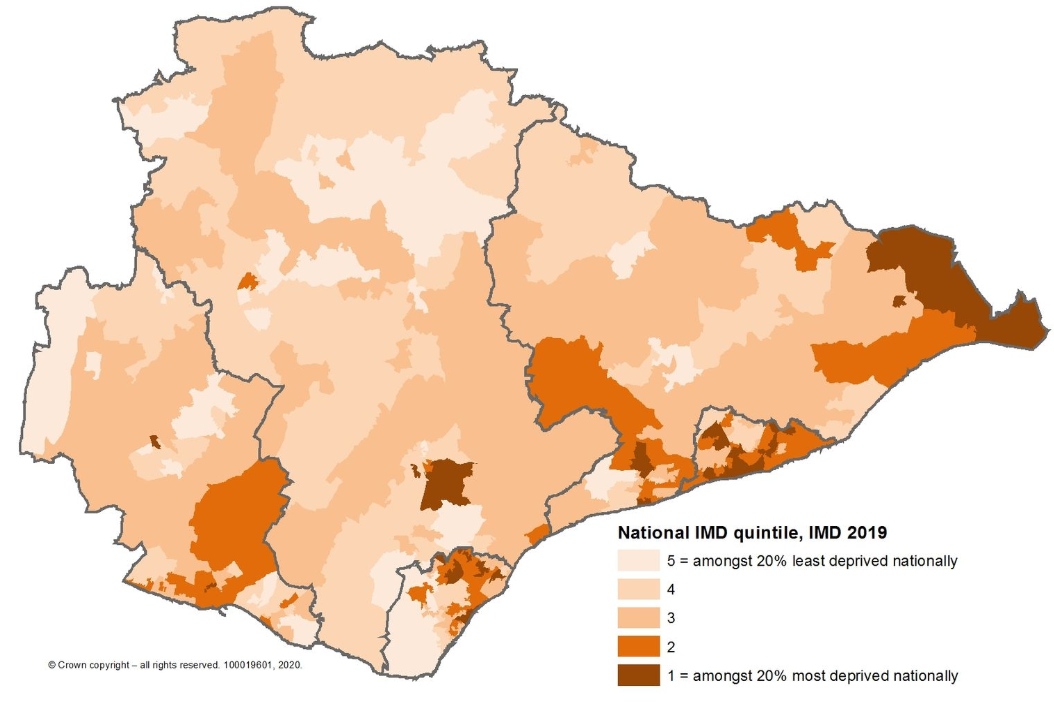 National IMD quintile, IMD 2019
5 = amongst 20% least deprived nationally
4
3
2
1 = amongst 20% most deprived nationally
© Crown copyright – all rights reserved. 100019601, 2020.